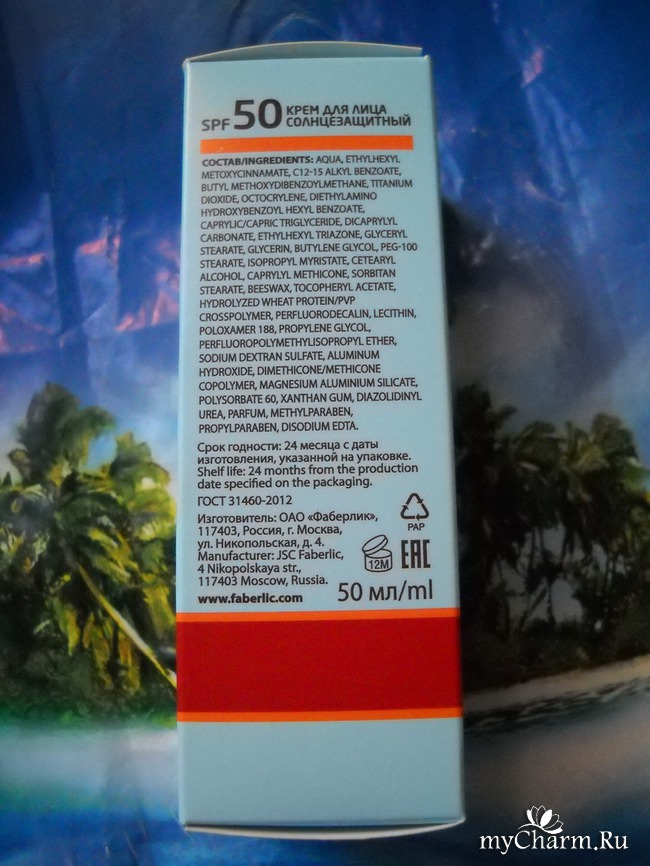 SPF 50 КРЕМ ДЛЯ ЛИЦА
СОЛНЦЕЗАЩИТНЫЙ
СОСТАВ/INGREDIENTS: AQUA, ETHYLHEXYL
METOXYCINNAMATE, C12-15 ALKYL BENZOATE,
BUTYL METHOXYDIBENZOYLMETHANE, TITANIUM
DIOXIDE, OCTOCRYLENE, DIETHYLAMINO
HYDROXYBENZOYL HEXYL BENZOATE,
CAPRYLIC/CAPRIC TRIGLYCERIDE, DICAPRYLYL
CARBONATE, ETHYLHEXYL TRIAZONE, GLYCERYL
STEARATE, GLYCERIN, BUTYLENE GLYCOL, PEG-100
STEARATE, ISOPROPYL MYRISTATE, CETEARYL
ALCOHOL, CAPRYLYL METHICONE, SORBITAN
STEARATE, BEESWAX, TOCOPHERYL ACETATE,
HYDROLYZED WHEAT PROTEIN/PVP
CROSSPOLYMER, PERFLUORODECALIN, LECITHIN,
POLOXAMER 188, PROPYLENE GLYCOL,
PERFLUOROPOLYMETHYLISOPROPYL ETHER,
SODIUM DEXTRAN SULFATE, ALUMINUM
HYDROXIDE, DIMETHICONE/METHICONE
COPOLYMER, MAGNESIUM ALUMINIUM SILICATE,
POLYSORBATE 60, XANTHAN GUM, DIAZOLIDINYL
UREA, PARFUM, METHYLPARABEN,
PROPYLPARABEN, DISODIUM EDTA.
Срок годности: 24 месяца с даты
изготовления, указанной на упаковке.
Shelf life: 24 months from the production
date specified on the packaging.
ГОСТ 31460-2012
Изготовитель: ОАО «Фаберлик»,
117403, Россия, г. Москва,
ул. Никопольская, д. 4.
Manufacturer: JSC Faberlic,
4 Nikopolskaya str.,
117403 Moscow, Russia.
www.faberlic.com
PAP
12M
EAC
50 мл/ml
myCharm.Ru